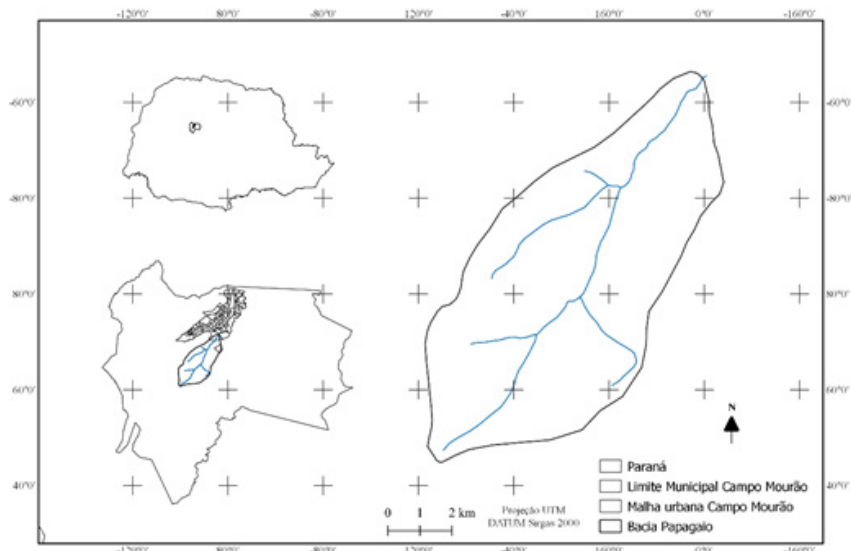 -120°0' -80°0' -80°0' -120°0' -40°0' 160°0' 0°0' -160°0'
-60°0' -60°0'
-80°0' -80°0'
80°0' 80°0'
60°0' 60°0'
40°0' 40°0'
N
Paraná
Limite Municipal Campo Mourão
Malha urbana Campo Mourão
Bacia Papagaio
0 1 2 km
Projeção UTM
DATUM Sirgas 2000
-120°0' 80°0' -80°0' 120°0' -40°0' 160°0' 0°0' -160°0'